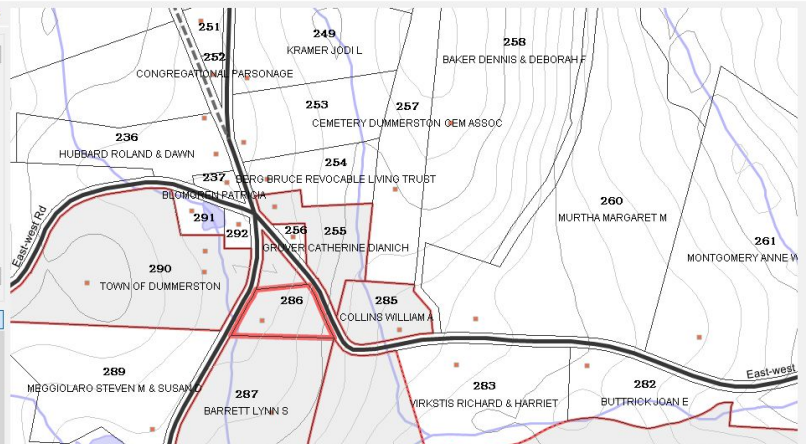 251
249
KRAMER JODI L
258
BAKER DENNIS & DEBORAH F
252
CONGREGATIONAL PARSONAGE
253
257
CEMETERY DUMMERSTON CEM ASSOC
236
HUBBARD ROLAND & DAWN
254
237
BERG BRUCE REVOCABLE LIVING TRUST
BLOMGREN PATRICIA
260
MURTHA MARGARET M
291
292
256
255
GROVER CATHERINE DIANICH
East-west Rd
261
MONTGOMERY ANNE W
290
TOWN OF DUMMERSTON
286
285
COLLINS WILLIAM A
289
MEGGIOLARO STEVEN M & SUSAN D
287
BARRETT LYNN S
283
VIRKSTIS RICHARD & HARRIET
282
BUTTRICK JOAN E
East-west